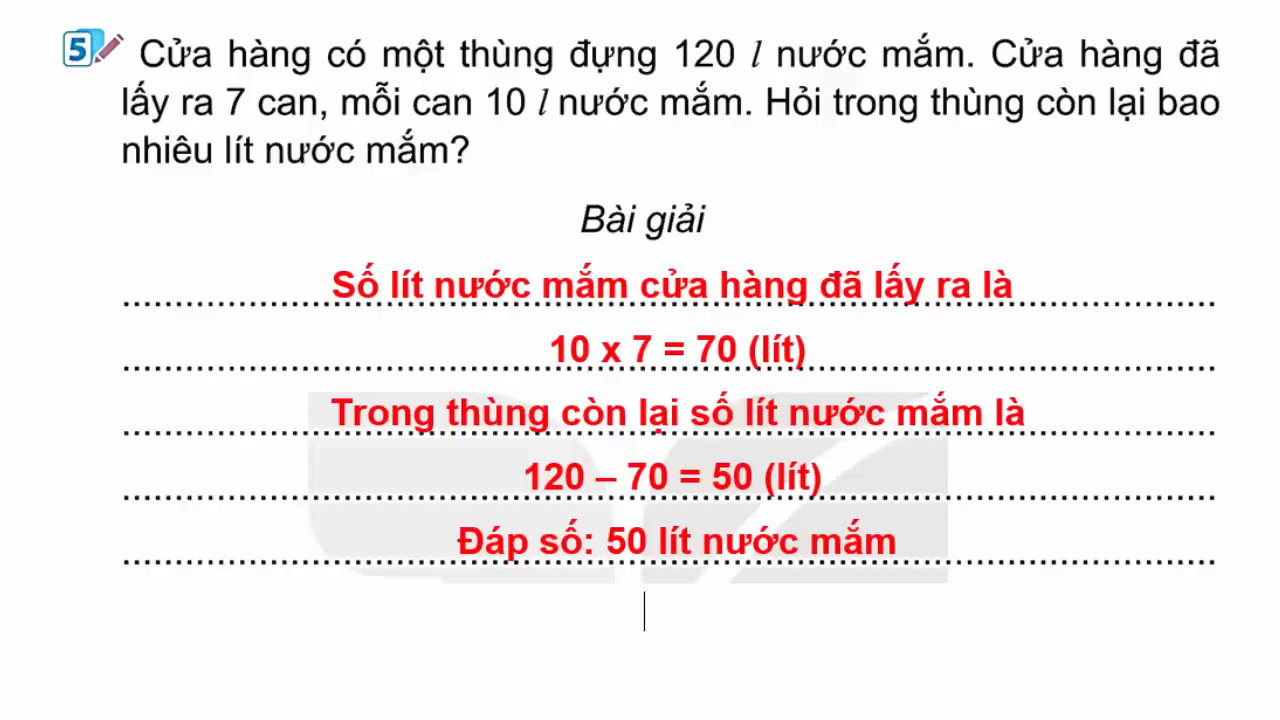 5 Cửa hàng có một thùng đựng 120 l nước mắm. Cửa hàng đã
lấy ra 7 can, mỗi can 10 l nước mắm. Hỏi trong thùng còn lại bao
nhiêu lít nước mắm?
Bài giải
Số lít nước mắm cửa hàng đã lấy ra là
10 x 7 = 70 (lít)
Trong thùng còn lại số lít nước mắm là
120 – 70 = 50 (lít)
Đáp số: 50 lít nước mắm